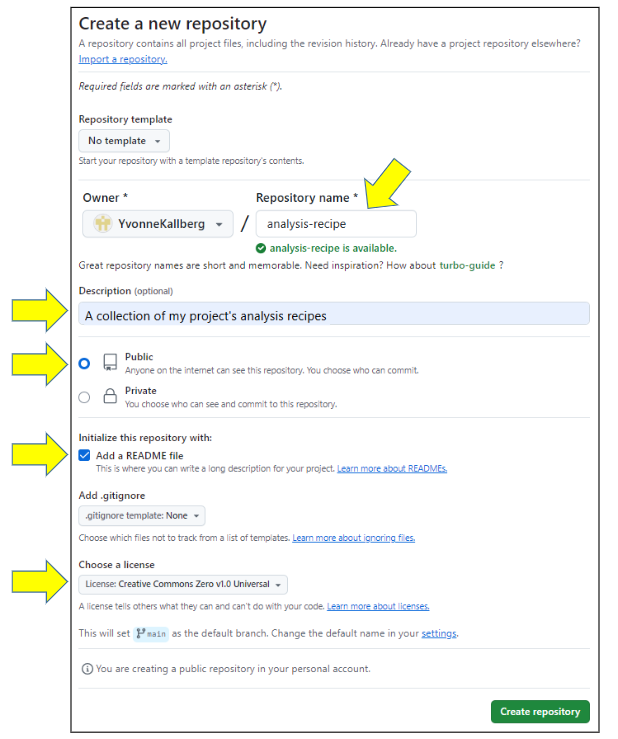 Create a new repository
A repository contains all project files, including the revision history. Already have a project repository elsewhere?
Import a repository.
Required fields are marked with an asterisk (*).
Repository template
No template
Start your repository with a template repository's contents.
Owner * Repository name *
YvonneKallberg / analysis-recipe
analysis-recipe is available.
Great repository names are short and memorable. Need inspiration? How about turbo-guide ?
Description (optional)
A collection of my project's analysis recipes
Public
Anyone on the internet can see this repository. You choose who can commit.
Private
You choose who can see and commit to this repository.
Initialize this repository with:
Add a README file
This is where you can write a long description for your project. Learn more about READMEs.
Add .gitignore
.gitignore template: None
Choose which files not to track from a list of templates. Learn more about ignoring files.
Choose a license
License: Creative Commons Zero v1.0 Universal
A license tells others what they can and can't do with your code. Learn more about licenses.
This will set main as the default branch. Change the default name in your settings.
You are creating a public repository in your personal account.
Create repository